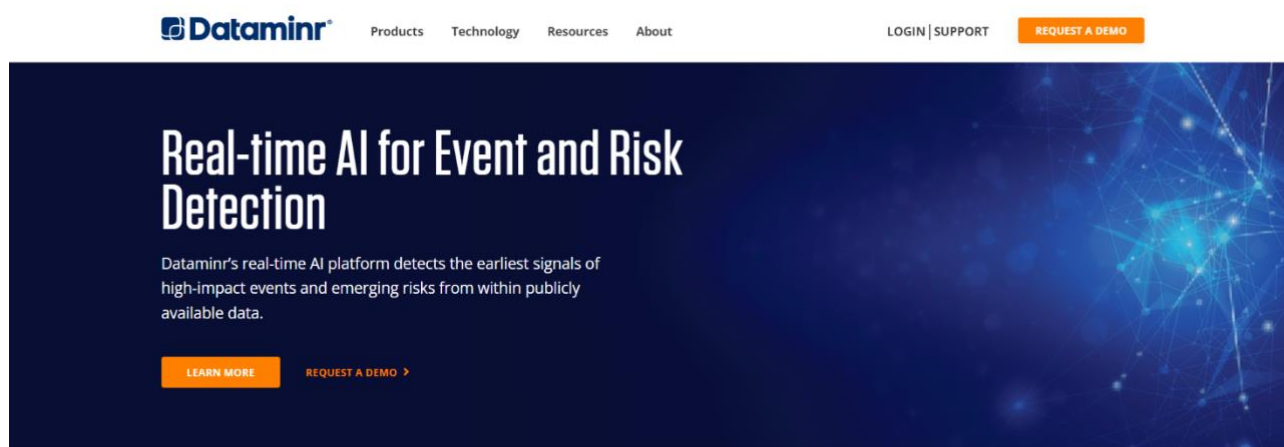 Dataminr®
Products Technology Resources About LOGIN | SUPPORT REQUEST A DEMO
Real-time AI for Event and Risk
Detection
Dataminr's real-time AI platform detects the earliest signals of
high-impact events and emerging risks from within publicly
available data.
LEARN MORE REQUEST A DEMO >